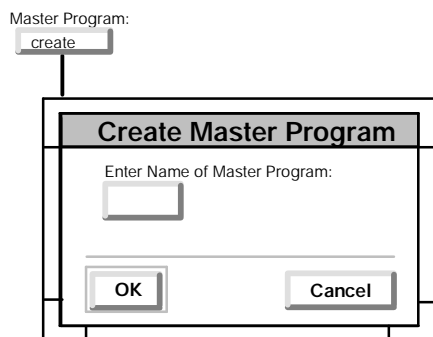 Master Program:
create
Create Master Program
Enter Name of Master Program:
OK
Cancel